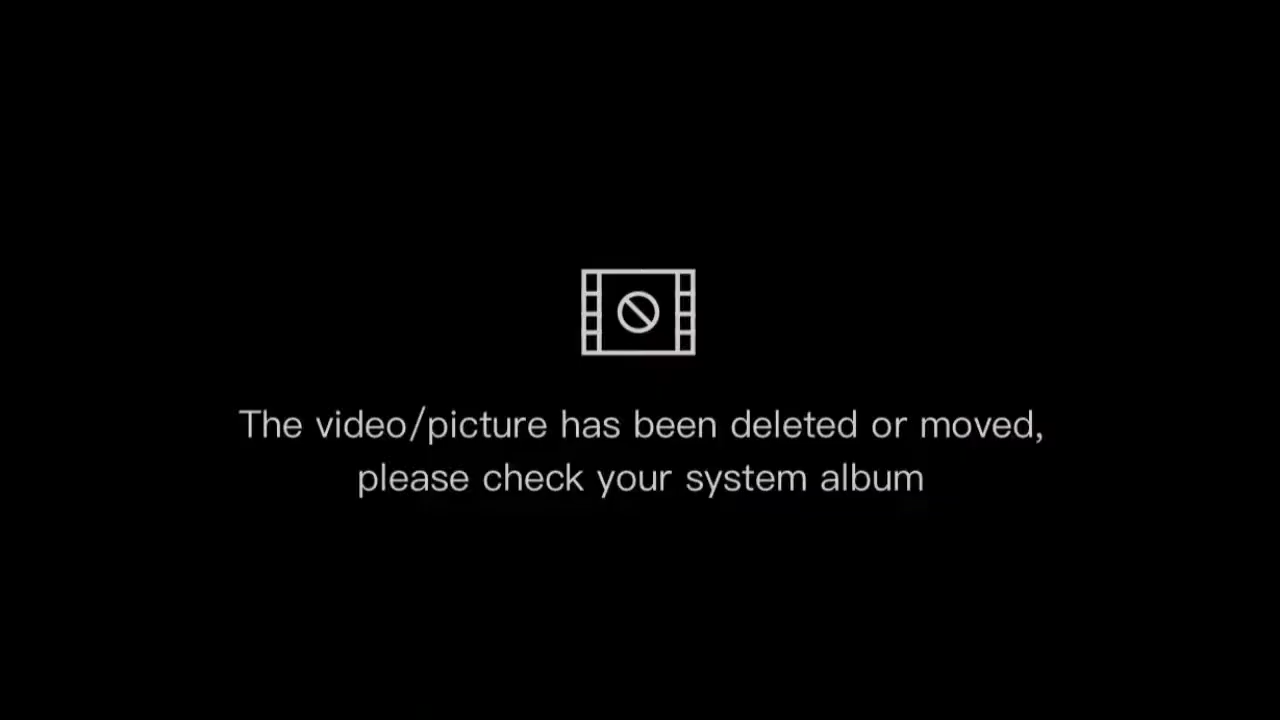 The video/picture has been deleted or moved,
please check your system album